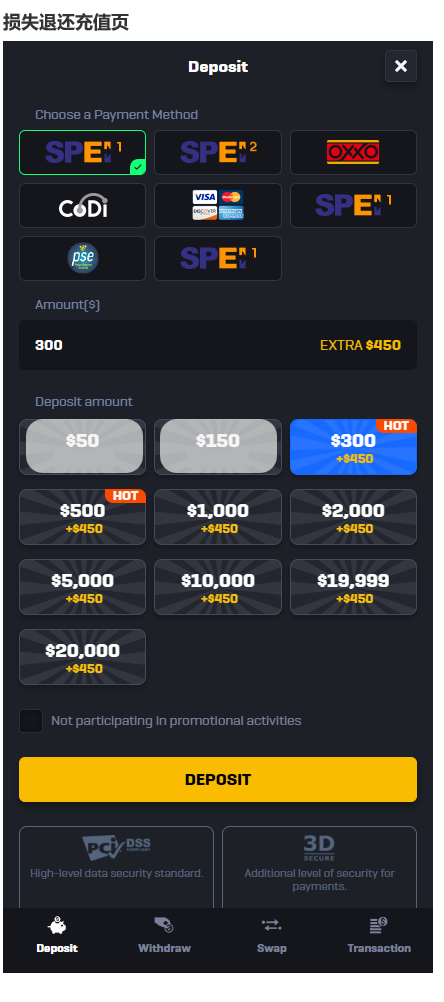 损失退还充值页
Deposit
Choose a Payment Method
SPEI 1
SPEI 2
OXXO
CoDi
VISA MasterCard
DISCOVER
SPEI 1
pse
SPEI 1
Amount($)
300 EXTRA $450
Deposit amount
$50
$150
HOT
$300
+$450
HOT
$500
+$450
$1,000
+$450
$2,000
+$450
$5,000
+$450
$10,000
+$450
$19,999
+$450
$20,000
+$450
Not participating in promotional activities
DEPOSIT
PCI DSS
COMPLIANT
High-level data security standard.
3D
SECURE
Additional level of security for
payments.
Deposit
Withdraw
Swap
Transaction